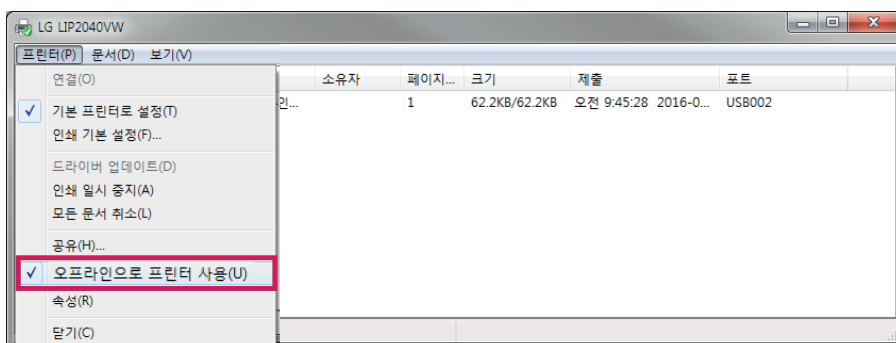 LG LIP2040VW
프린터(P) 문서(D) 보기(V)
소유자 페이지... 크기 제출 포트
인... 1 62.2KB/62.2KB 오전 9:45:28 2016-0... USB002
연결(O)
기본 프린터로 설정(T)
인쇄 기본 설정(F)...
드라이버 업데이트(D)
인쇄 일시 중지(A)
모든 문서 취소(L)
공유(H)...
오프라인으로 프린터 사용(U)
속성(R)
닫기(C)